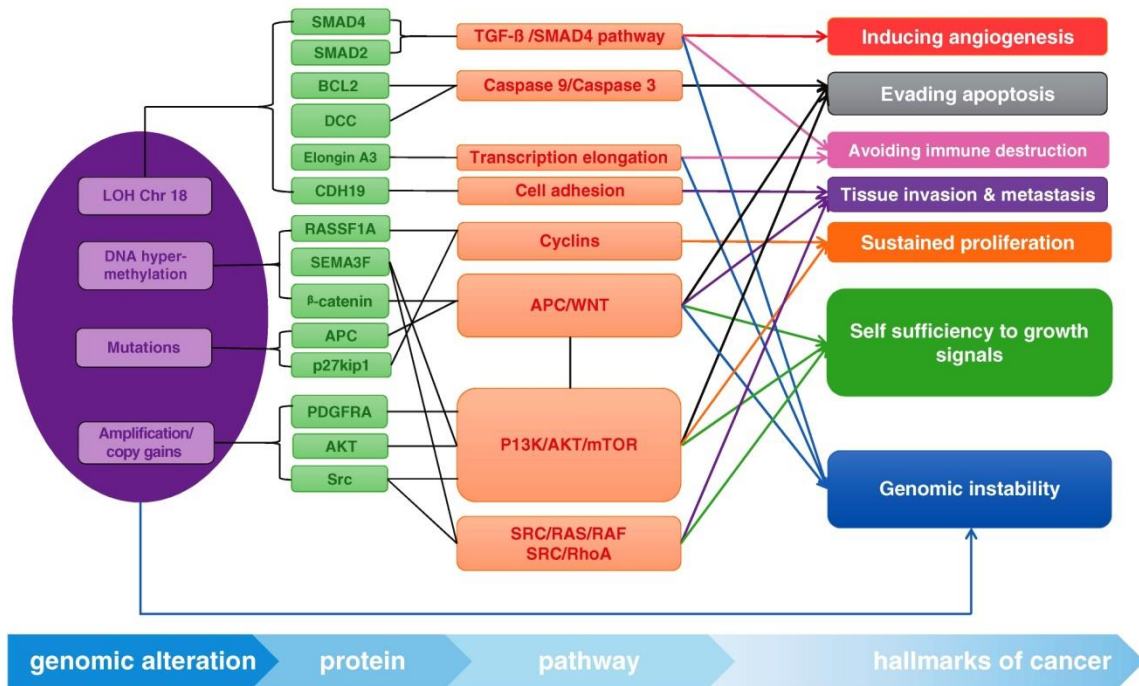 SMAD4
SMAD2
BCL2
DCC
Elongin A3
CDH19
RASSF1A
SEMA3F
β-catenin
APC
p27kip1
PDGFRA
AKT
Src
LOH Chr 18
DNA hyper-
methylation
Mutations
Amplification/
copy gains
TGF-ß /SMAD4 pathway
Caspase 9/Caspase 3
Transcription elongation
Cell adhesion
Cyclins
APC/WNT
P13K/AKT/mTOR
SRC/RAS/RAF
SRC/RhoA
Inducing angiogenesis
Evading apoptosis
Avoiding immune destruction
Tissue invasion & metastasis
Sustained proliferation
Self sufficiency to growth
signals
Genomic instability
genomic alteration
protein
pathway
hallmarks of cancer